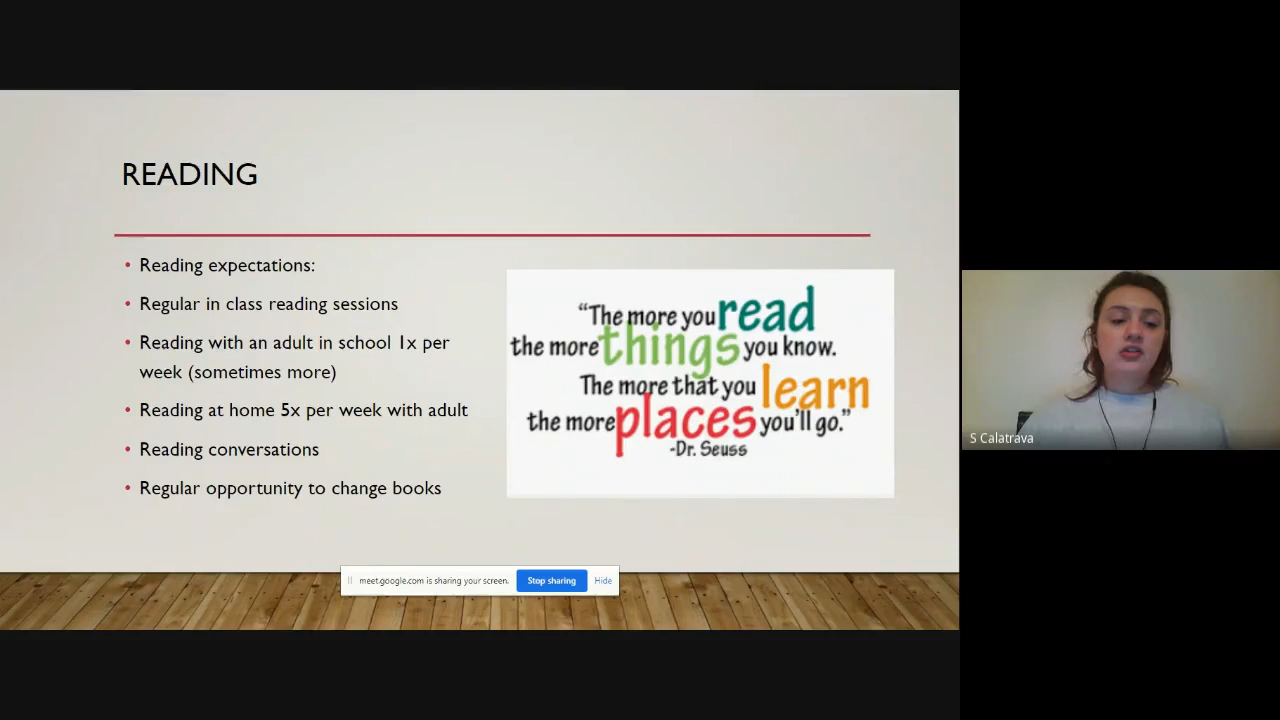 READING
• Reading expectations:
• Regular in class reading sessions
• Reading with an adult in school 1x per
week (sometimes more)
• Reading at home 5x per week with adult
• Reading conversations
• Regular opportunity to change books
“The more you read
the more things you know.
The more that you learn
the more places you'll go.”
-Dr. Seuss
meet.google.com is sharing your screen. Stop sharing Hide
S Calatrava